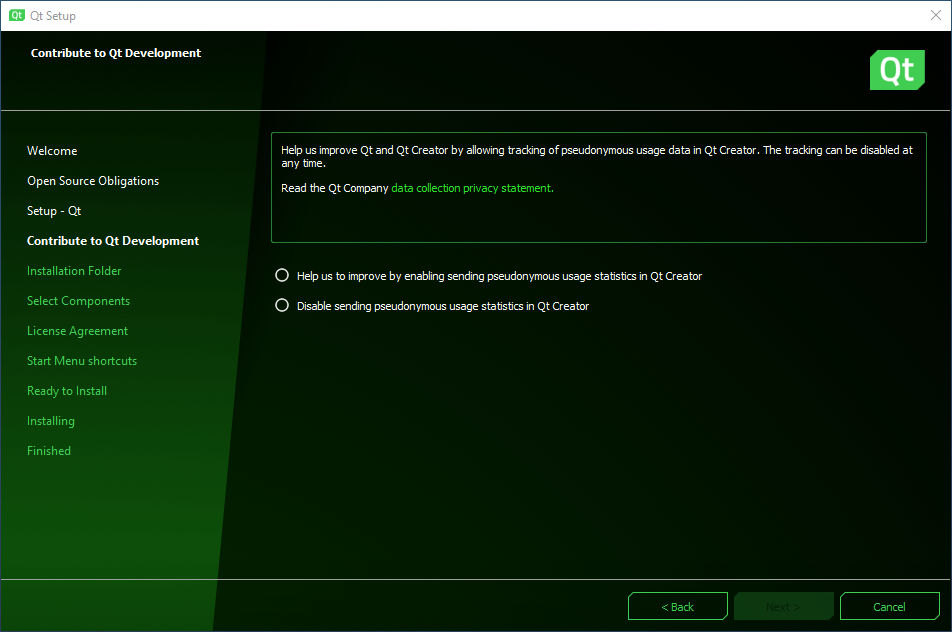 Qt Qt Setup
Contribute to Qt Development
Qt
Welcome
Open Source Obligations
Setup - Qt
Contribute to Qt Development
Installation Folder
Select Components
License Agreement
Start Menu shortcuts
Ready to Install
Installing
Finished
Help us improve Qt and Qt Creator by allowing tracking of pseudonymous usage data in Qt Creator. The tracking can be disabled at
any time.
Read the Qt Company data collection privacy statement.
Help us to improve by enabling sending pseudonymous usage statistics in Qt Creator
Disable sending pseudonymous usage statistics in Qt Creator
< Back
Next >
Cancel